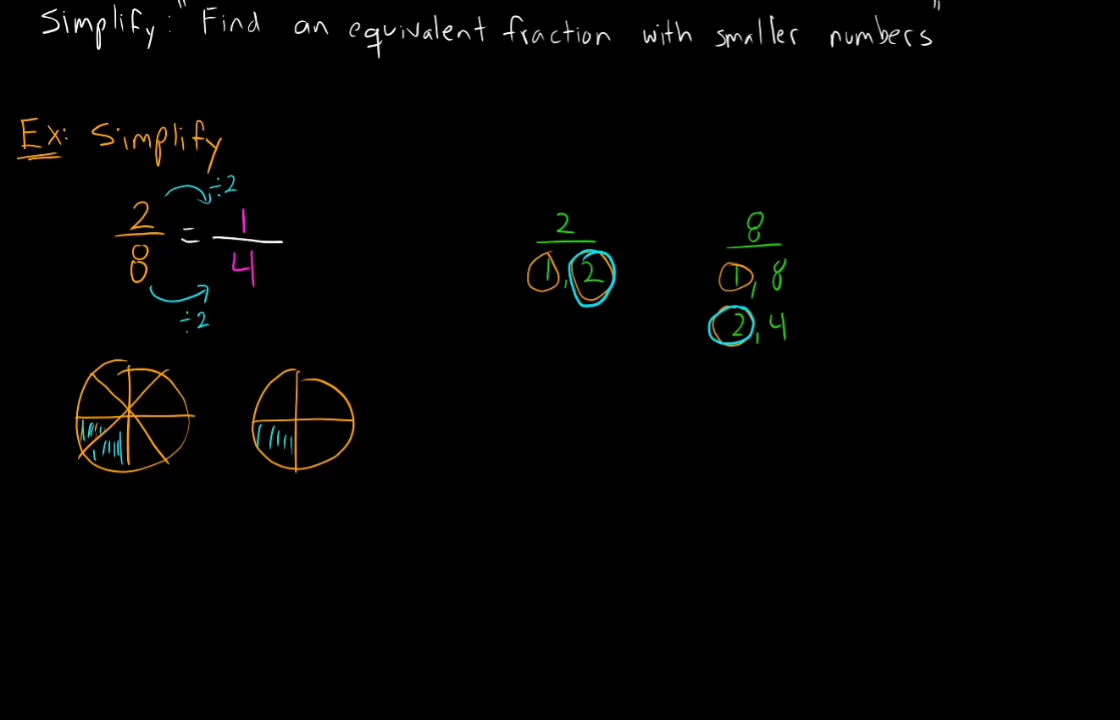 Simplify: "Find an equivalent fraction with smaller numbers"
Ex: Simplify
÷2
2/8 = 1/4
÷2
2
1, 2
8
1, 8
2, 4